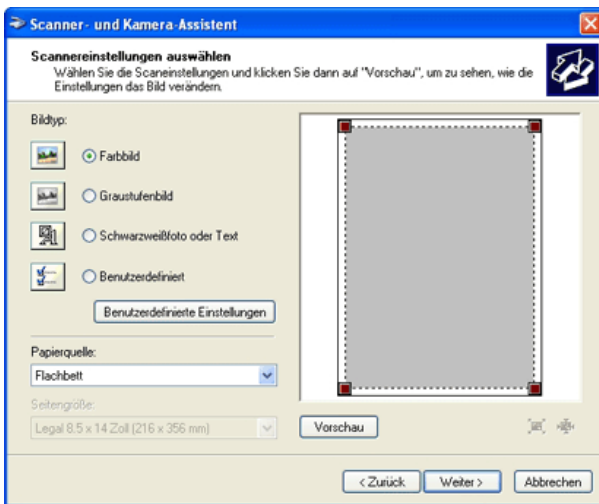 Scanner- und Kamera-Assistent
Scannereinstellungen auswählen
Wählen Sie die Scaneinstellungen und klicken Sie dann auf "Vorschau", um zu sehen, wie die
Einstellungen das Bild verändern.
Bildtyp:
Farbbild
Graustufenbild
Schwarzweißfoto oder Text
Benutzerdefiniert
Benutzerdefinierte Einstellungen
Papierquelle:
Flachbett
Seitengröße:
Legal 8.5 x 14 Zoll (216 x 356 mm)
Vorschau
< Zurück
Weiter >
Abbrechen